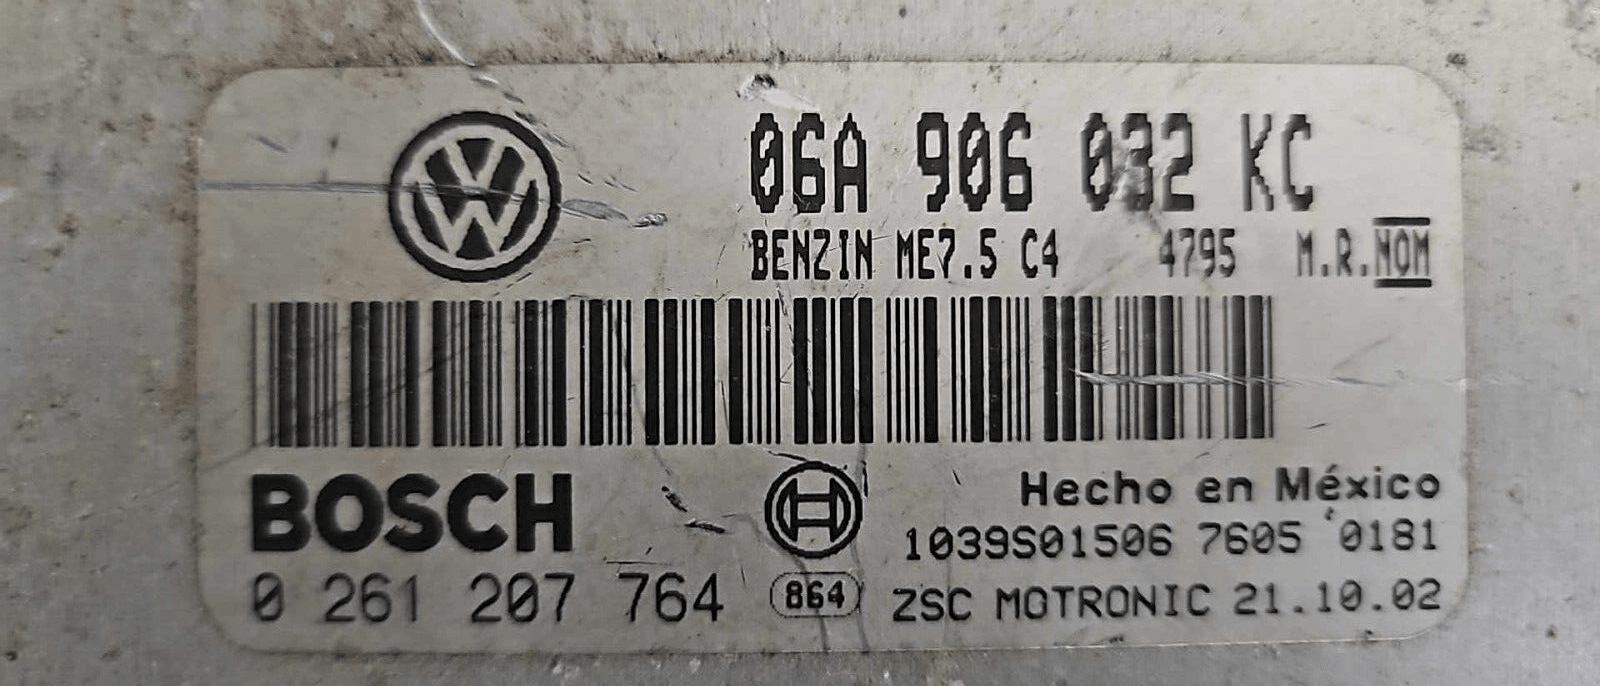 06A 906 032 KC
BENZIN ME7.5 C4 4795 M.R.NOM
BOSCH
Hecho en México
1039S01506 7605 0181
0 261 207 764 864 ZSC MOTRONIC 21.10.02